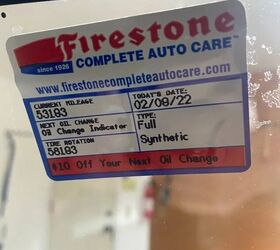 Firestone
since 1926 COMPLETE AUTO CARE™
www.firestonecompleteautocare.com
CURRENT MILEAGE TODAY'S DATE:
53183 02/09/22
NEXT OIL CHANGE TYPE:
Oil Change Indicator Full
TIRE ROTATION Synthetic
58183
$10 Off Your Next Oil Change